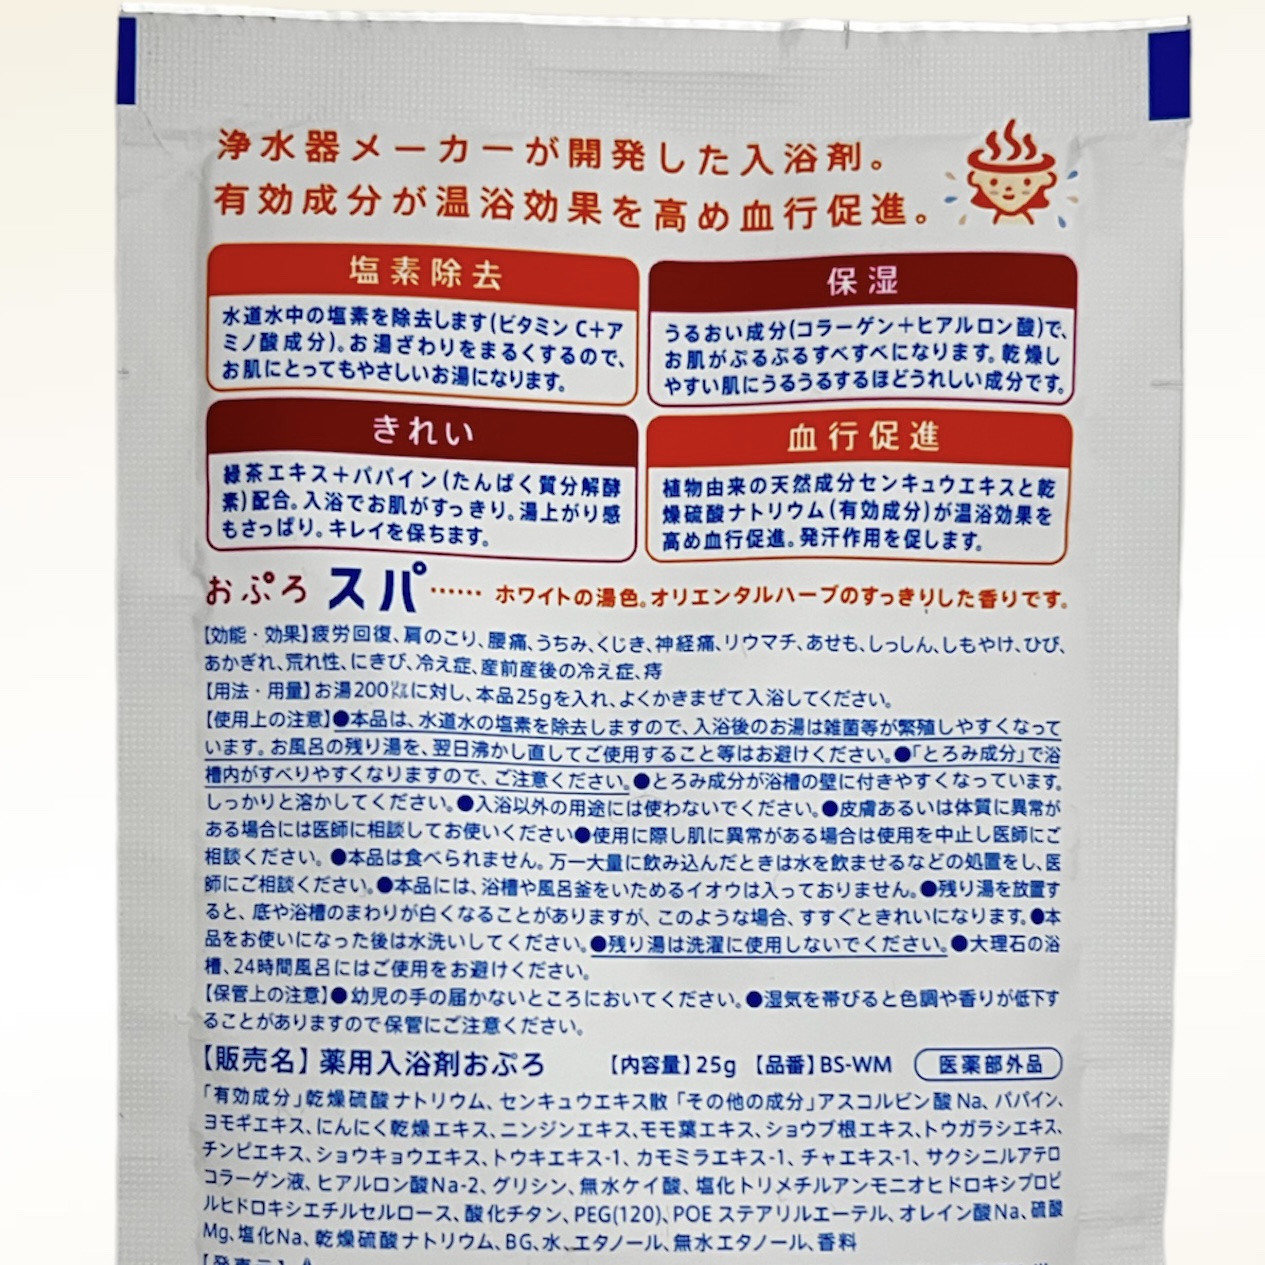 浄水器メーカーが開発した入浴剤。
有効成分が温浴効果を高め血行促進。
塩素除去
水道水中の塩素を除去します(ビタミンC+ア
ミノ酸成分)。お湯ざわりをまるくするので、
お肌にとってもやさしいお湯になります。
保湿
うるおい成分(コラーゲン+ヒアルロン酸)で、
お肌がぷるぷるすべすべになります。乾燥し
やすい肌にうるうるするほどうれしい成分です。
きれい
緑茶エキス+パパイン(たんぱく質分解酵
素)配合。入浴でお肌がすっきり。湯上がり感
もさっぱり。キレイを保ちます。
血行促進
植物由来の天然成分センキュウエキスと乾
燥硫酸ナトリウム(有効成分)が温浴効果を
高め血行促進。発汗作用を促します。
おぷろ スパ …… ホワイトの湯色。オリエンタルハーブのすっきりした香りです。
【効能・効果】疲労回復、肩のこり、腰痛、うちみ、くじき、神経痛、リウマチ、あせも、しっしん、しもやけ、ひび、
あかぎれ、荒れ性、にきび、冷え症、産前産後の冷え症、痔
【用法・用量】お湯200㍑に対し、本品25gを入れ、よくかきまぜて入浴してください。
【使用上の注意】●本品は、水道水の塩素を除去しますので、入浴後のお湯は雑菌等が繁殖しやすくなって
います。お風呂の残り湯を、翌日沸かし直してご使用すること等はお避けください。●「とろみ成分」で浴
槽内がすべりやすくなりますので、ご注意ください。●とろみ成分が浴槽の壁に付きやすくなっています。
しっかりと溶かしてください。●入浴以外の用途には使わないでください。●皮膚あるいは体質に異常が
ある場合には医師に相談してお使いください●使用に際し肌に異常がある場合は使用を中止し医師にご
相談ください。●本品は食べられません。万一大量に飲み込んだときは水を飲ませるなどの処置をし、医
師にご相談ください。●本品には、浴槽や風呂釜をいためるイオウは入っておりません。●残り湯を放置す
ると、底や浴槽のまわりが白くなることがありますが、このような場合、すすぐときれいになります。●本
品をお使いになった後は水洗いしてください。●残り湯は洗濯に使用しないでください。●大理石の浴
槽、24時間風呂にはご使用をお避けください。
【保管上の注意】●幼児の手の届かないところにおいてください。●湿気を帯びると色調や香りが低下す
ることがありますので保管にご注意ください。
【販売名】薬用入浴剤おぷろ 【内容量】25g 【品番】BS-WM 医薬部外品
「有効成分」乾燥硫酸ナトリウム、センキュウエキス散「その他の成分」アスコルビン酸Na、パパイン、
ヨモギエキス、にんにく乾燥エキス、ニンジンエキス、モモ葉エキス、ショウブ根エキス、トウガラシエキス、
チンピエキス、ショウキョウエキス、トウキエキス-1、カモミラエキス-1、チャエキス-1、サクシニルアテロ
コラーゲン液、ヒアルロン酸Na-2、グリシン、無水ケイ酸、塩化トリメチルアンモニオヒドロキシプロピ
ルヒドロキシエチルセルロース、酸化チタン、PEG(120)、POEステアリルエーテル、オレイン酸Na、硫酸
Mg、塩化Na、乾燥硫酸ナトリウム、BG、水、エタノール、無水エタノール、香料